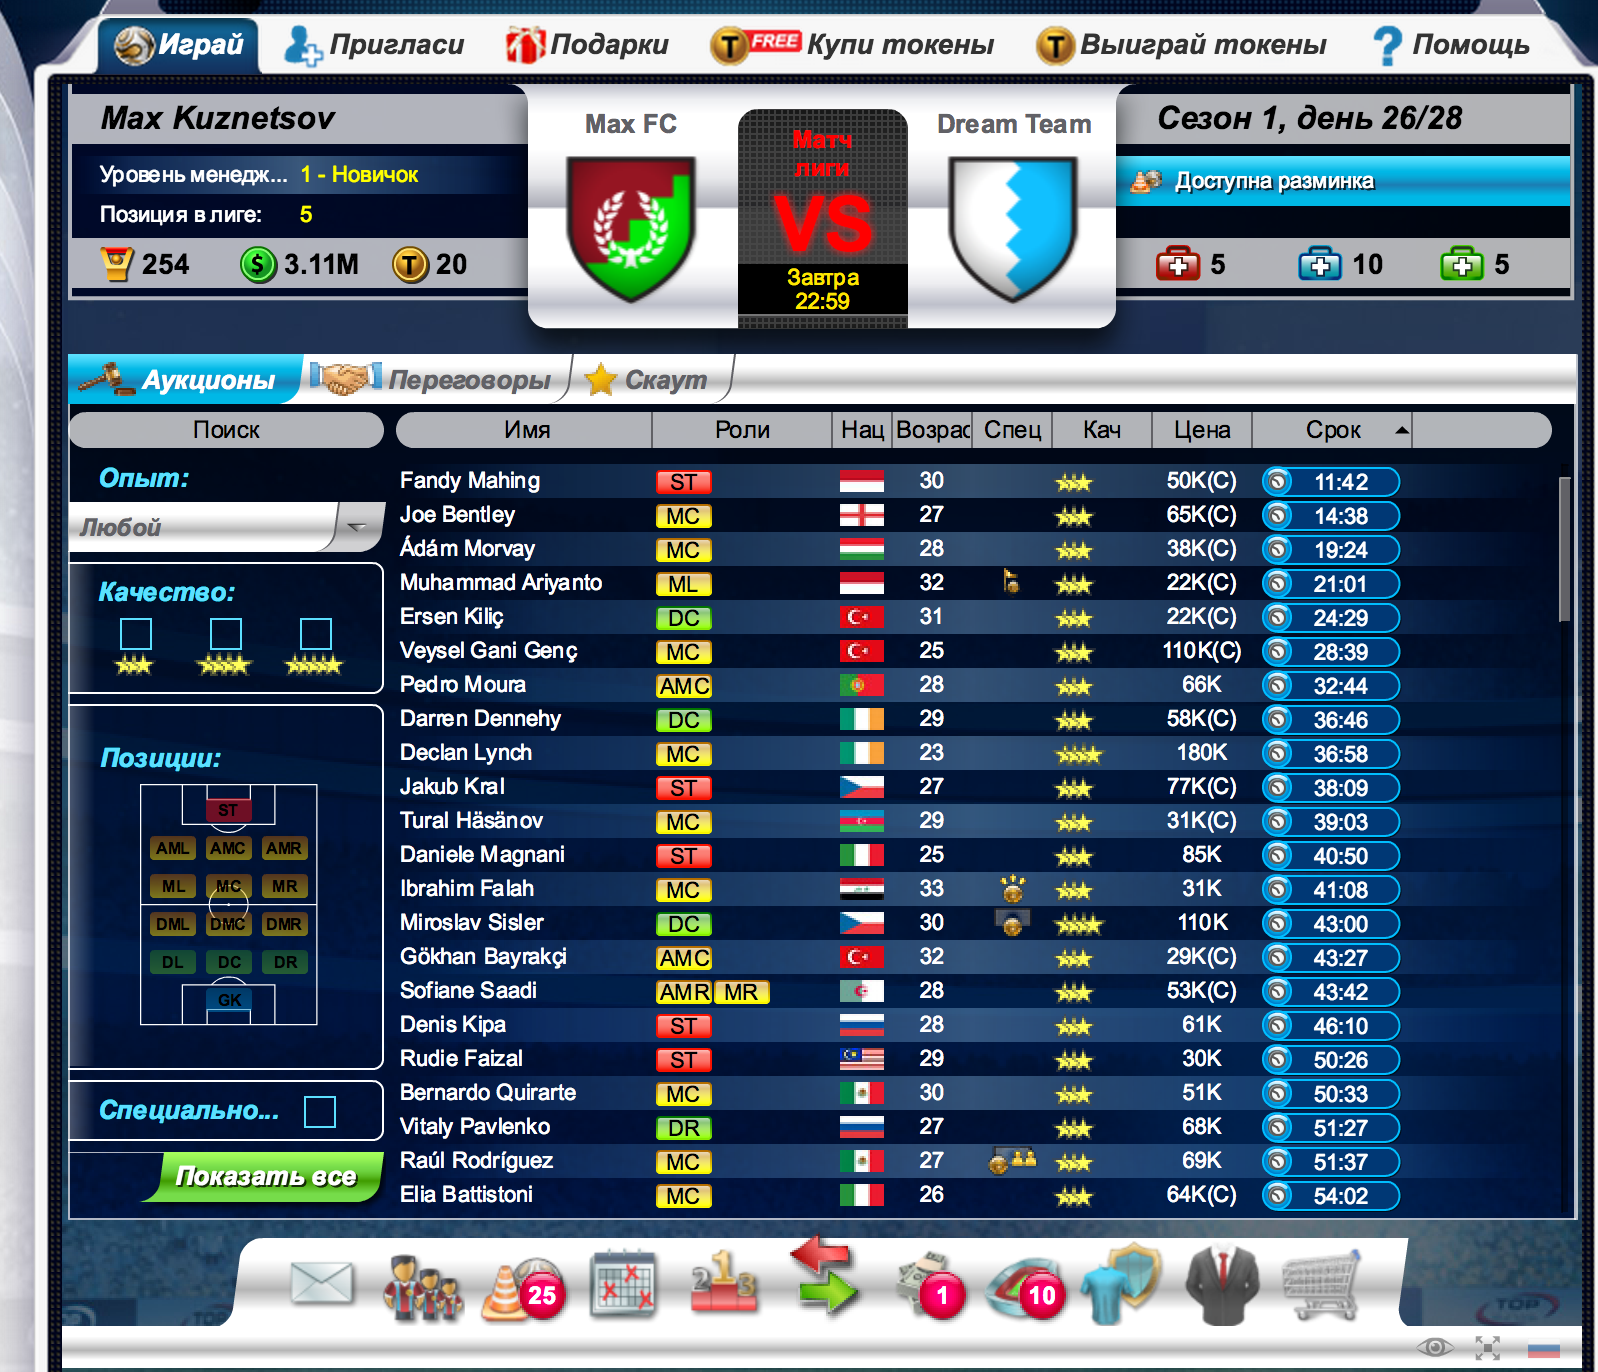 Играй Пригласи Подарки T FREE Купи токены T Выиграй токены ? Помощь
Max Kuznetsov
Уровень менедж... 1 - Новичок
Позиция в лиге: 5
254 $ 3.11M T 20
Max FC
Матч
лиги
VS
Завтра
22:59
Dream Team
Сезон 1, день 26/28
Доступна разминка
5 10 5
Аукционы Переговоры Скаут
Поиск
Опыт:
Любой
Качество:
Позиции:
ST
AML AMC AMR
ML MC MR
DML DMC DMR
DL DC DR
GK
Специально...
Показать все
Имя Роли Нац Возрас Спец Кач Цена Срок
Fandy Mahing ST 30 50K(C) 11:42
Joe Bentley MC 27 65K(C) 14:38
Ádám Morvay MC 28 38K(C) 19:24
Muhammad Ariyanto ML 32 22K(C) 21:01
Ersen Kiliç DC 31 22K(C) 24:29
Veysel Gani Genç MC 25 110K(C) 28:39
Pedro Moura AMC 28 66K 32:44
Darren Dennehy DC 29 58K(C) 36:46
Declan Lynch MC 23 180K 36:58
Jakub Kral ST 27 77K(C) 38:09
Tural Häsänov MC 29 31K(C) 39:03
Daniele Magnani ST 25 85K 40:50
Ibrahim Falah MC 33 31K 41:08
Miroslav Sisler DC 30 110K 43:00
Gökhan Bayrakçi AMC 32 29K(C) 43:27
Sofiane Saadi AMR MR 28 53K(C) 43:42
Denis Kipa ST 28 61K 46:10
Rudie Faizal ST 29 30K 50:26
Bernardo Quirarte MC 30 51K 50:33
Vitaly Pavlenko DR 27 68K 51:27
Raúl Rodríguez MC 27 69K 51:37
Elia Battistoni MC 26 64K(C) 54:02
25 2 1 3 1 10
TOP